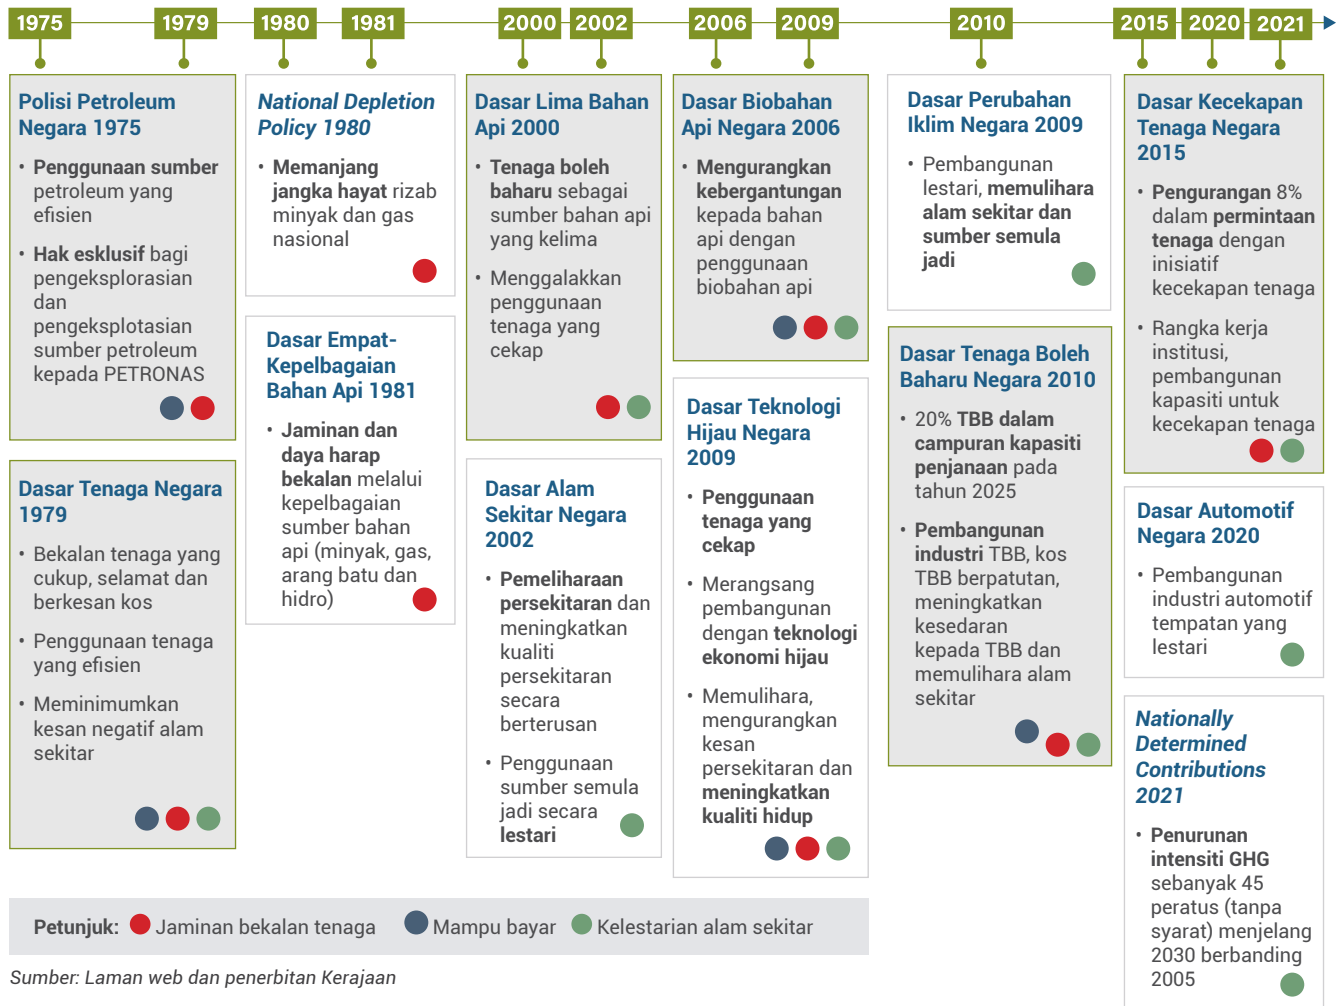 1975
1979
1980
1981
2000
2002
2006
2009
2010
2015
2020
2021
Polisi Petroleum
Negara 1975
• Penggunaan sumber
petroleum yang
efisien
• Hak esklusif bagi
pengeksplorasian
dan
pengeksplotasian
sumber petroleum
kepada PETRONAS
Dasar Tenaga Negara
1979
• Bekalan tenaga yang
cukup, selamat dan
berkesan kos
• Penggunaan tenaga
yang efisien
• Meminimumkan
kesan negatif alam
sekitar
National Depletion
Policy 1980
• Memanjang
jangka hayat rizab
minyak dan gas
nasional
Dasar Empat-
Kepelbagaian
Bahan Api 1981
• Jaminan dan
daya harap
bekalan melalui
kepelbagaian
sumber bahan
api (minyak, gas,
arang batu dan
hidro)
Dasar Lima Bahan
Api 2000
• Tenaga boleh
baharu sebagai
sumber bahan api
yang kelima
• Menggalakkan
penggunaan
tenaga yang
cekap
Dasar Alam
Sekitar Negara
2002
• Pemeliharaan
persekitaran dan
meningkatkan
kualiti
persekitaran
secara
berterusan
• Penggunaan
sumber semula
jadi secara
lestari
Dasar Biobahan
Api Negara 2006
• Mengurangkan
kebergantungan
kepada bahan
api dengan
penggunaan
biobahan api
Dasar Teknologi
Hijau Negara
2009
• Penggunaan
tenaga yang
cekap
• Merangsang
pembangunan
dengan teknologi
ekonomi hijau
• Memulihara,
mengurangkan
kesan
persekitaran dan
meningkatkan
kualiti hidup
Dasar Perubahan
Iklim Negara 2009
• Pembangunan
lestari, memulihara
alam sekitar dan
sumber semula
jadi
Dasar Tenaga Boleh
Baharu Negara 2010
• 20% TBB dalam
campuran kapasiti
penjanaan pada
tahun 2025
• Pembangunan
industri TBB, kos
TBB berpatutan,
meningkatkan
kesedaran
kepada TBB dan
memulihara alam
sekitar
Dasar Kecekapan
Tenaga Negara
2015
• Pengurangan 8%
dalam permintaan
tenaga dengan
inisiatif
kecekapan tenaga
• Rangka kerja
institusi,
pembangunan
kapasiti untuk
kecekapan tenaga
Dasar Automotif
Negara 2020
• Pembangunan
industri automotif
tempatan yang
lestari
Nationally
Determined
Contributions
2021
• Penurunan
intensiti GHG
sebanyak 45
peratus (tanpa
syarat) menjelang
2030 berbanding
2005
Petunjuk: Jaminan bekalan tenaga Mampu bayar Kelestarian alam sekitar
Sumber: Laman web dan penerbitan Kerajaan